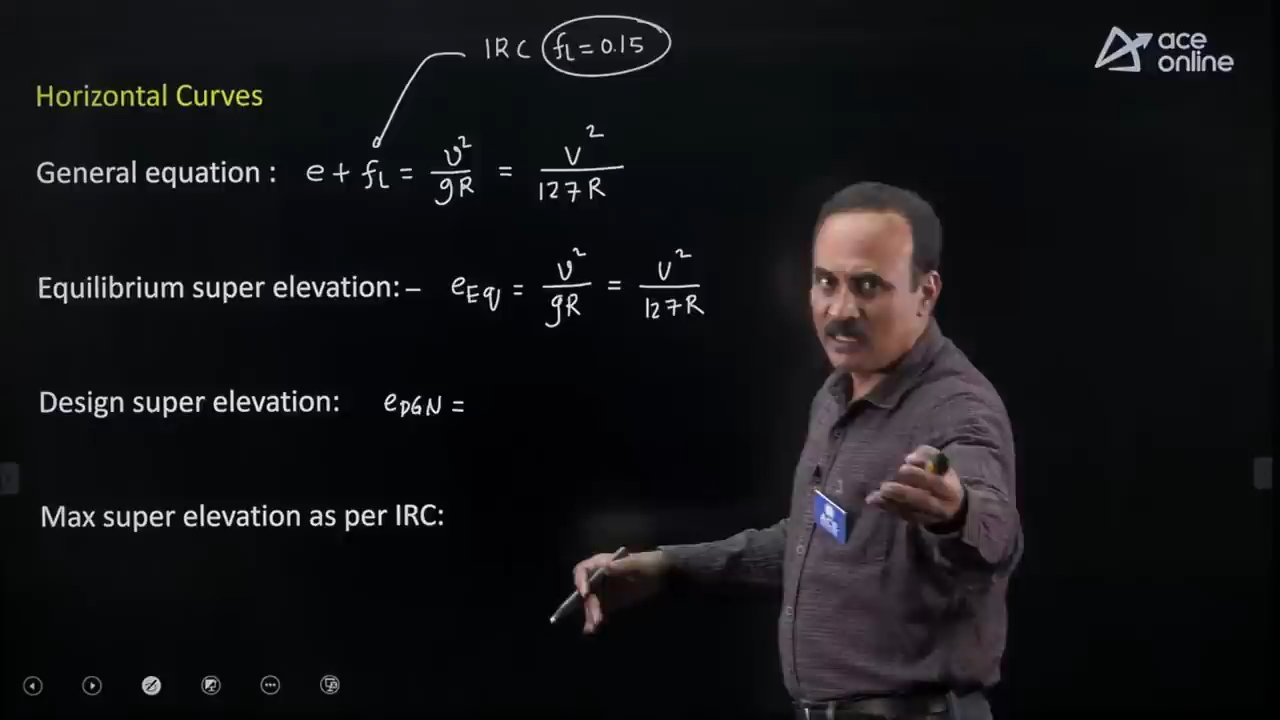 IRC fL = 0.15
ace
online
Horizontal Curves
General equation : e + fL = v²/gR = V²/127R
Equilibrium super elevation: – eEq = v²/gR = V²/127R
Design super elevation: eDGN =
Max super elevation as per IRC:
ACE